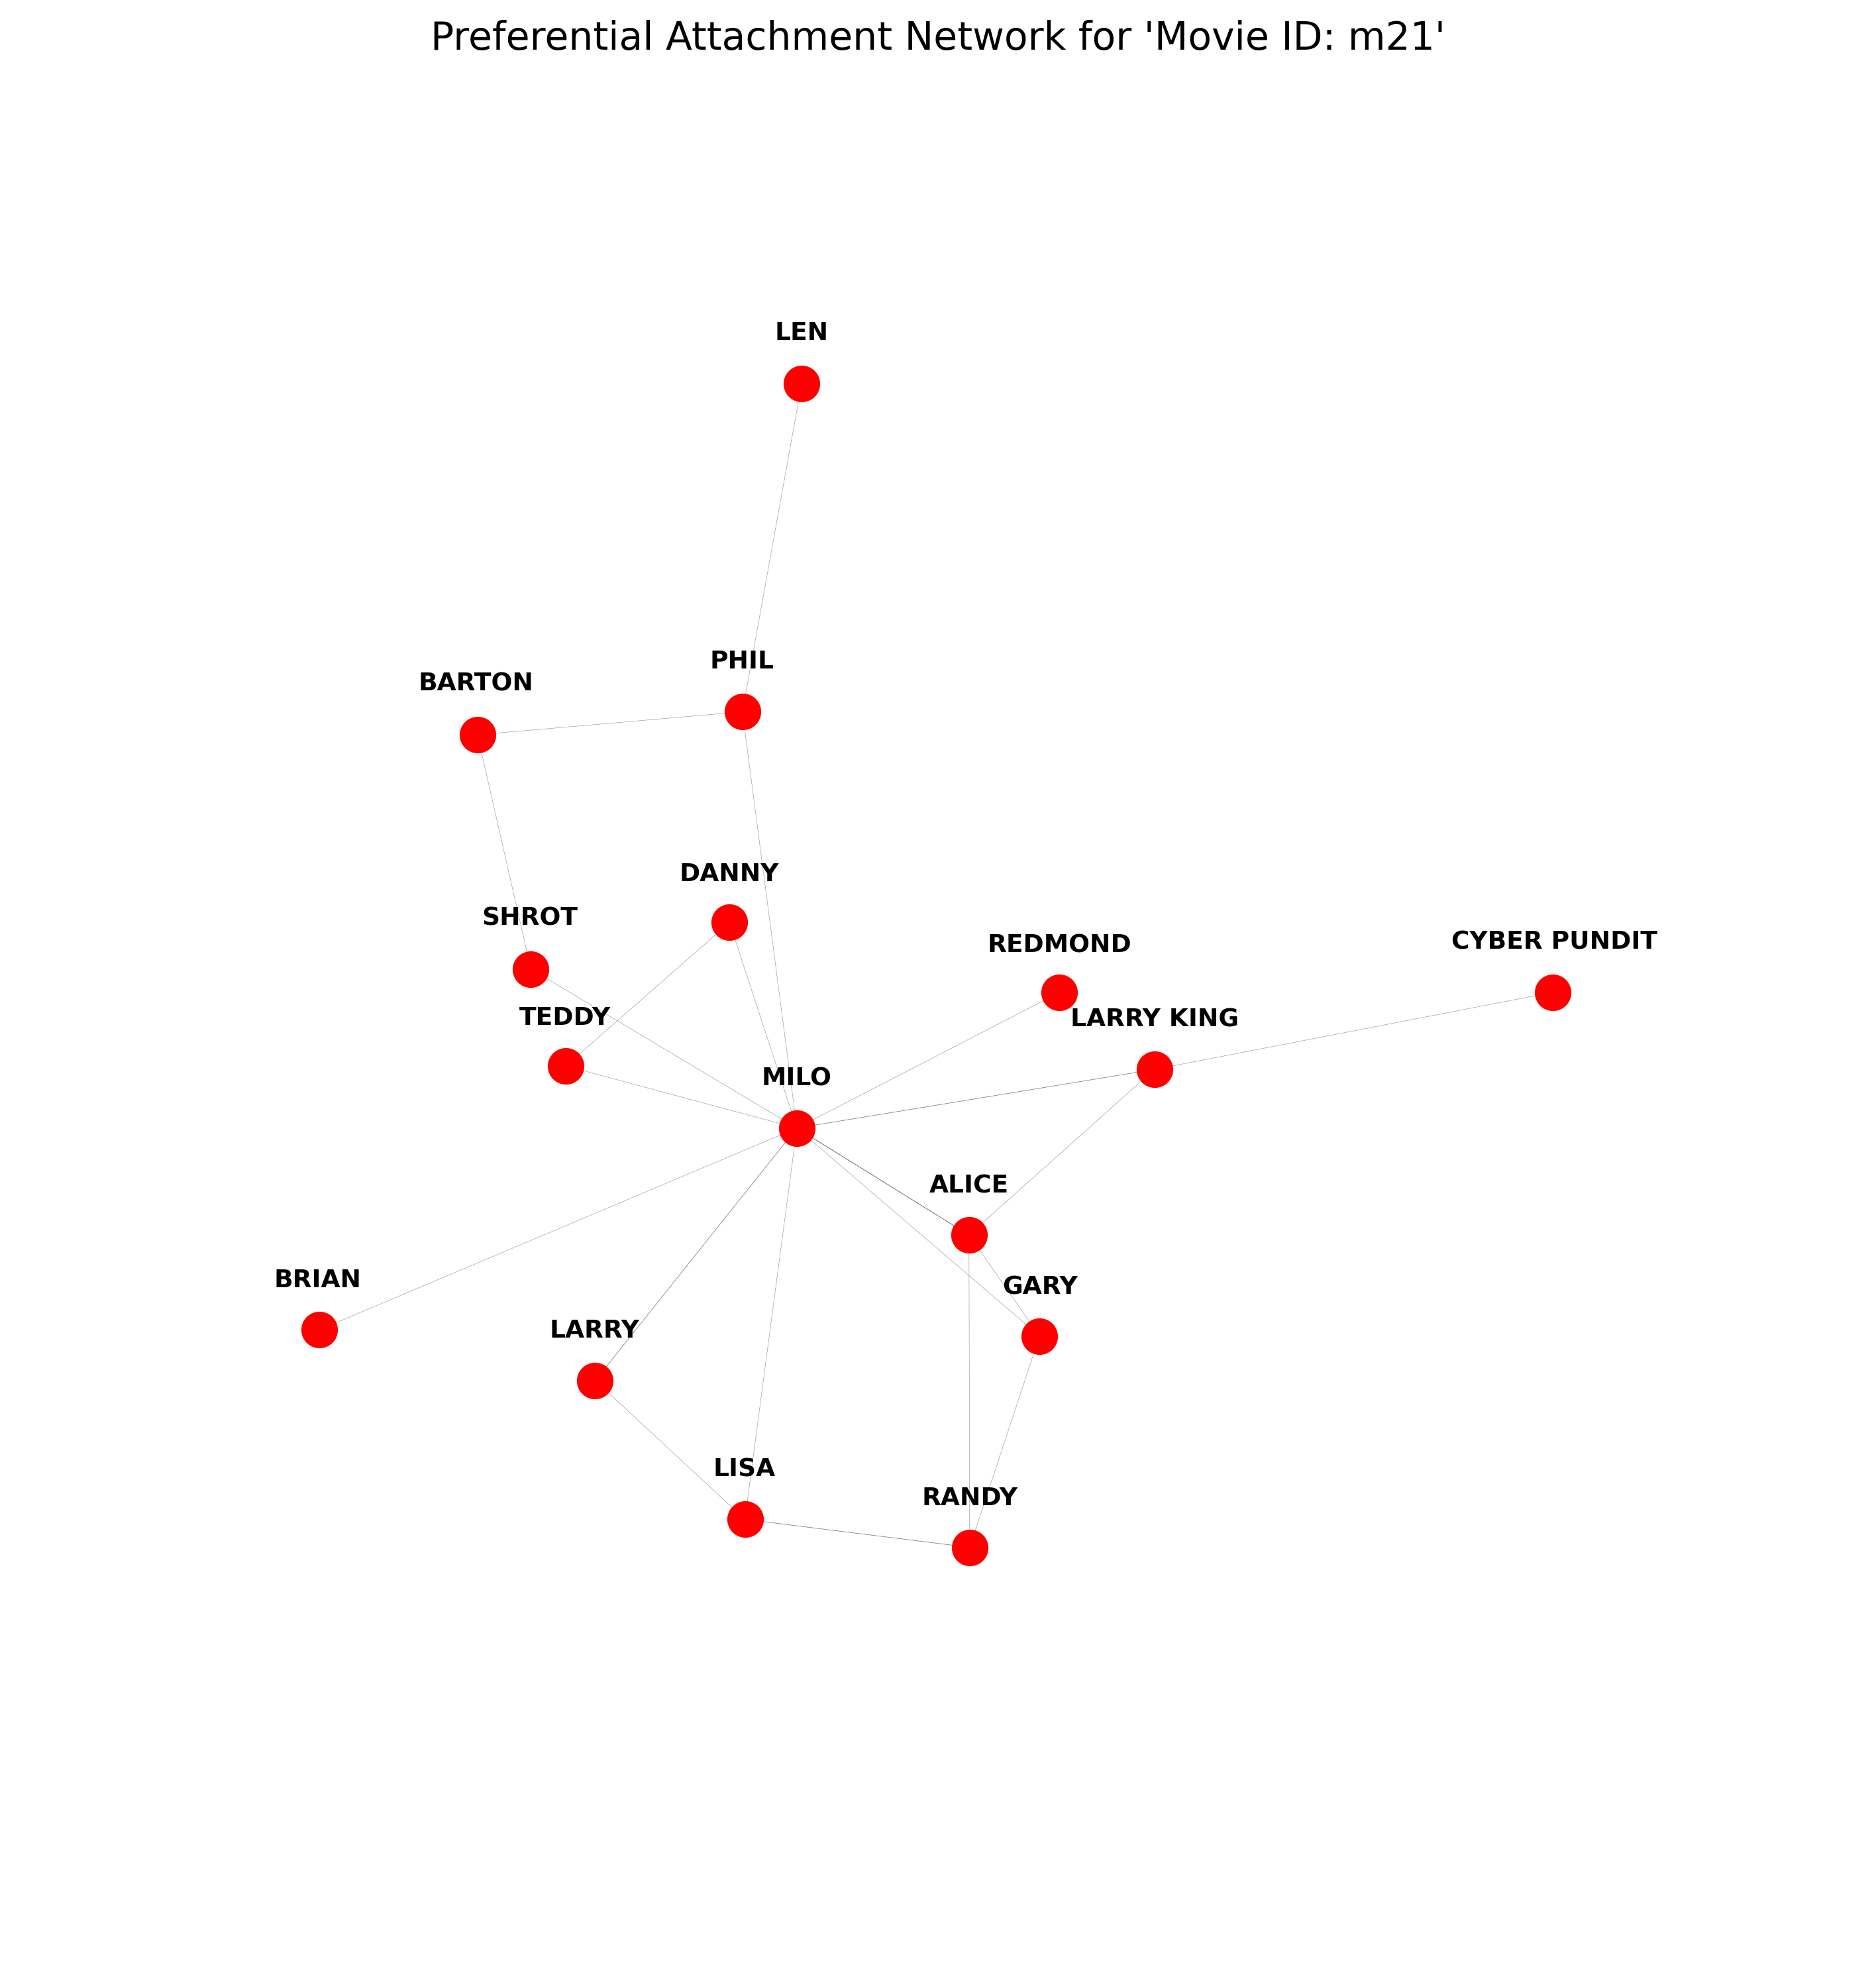 Preferential Attachment Network for 'Movie ID: m21'
LEN
PHIL
BARTON
DANNY
SHROT
REDMOND
CYBER PUNDIT
TEDDY
LARRY KING
MILO
ALICE
BRIAN
GARY
LARRY
LISA
RANDY